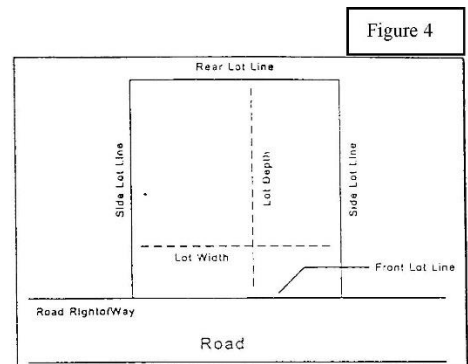 Figure 4
Rear Lot Line
Side Lot Line
Lot Depth
Side Lot Line
Lot Width
Front Lot Line
Road RightofWay
Road